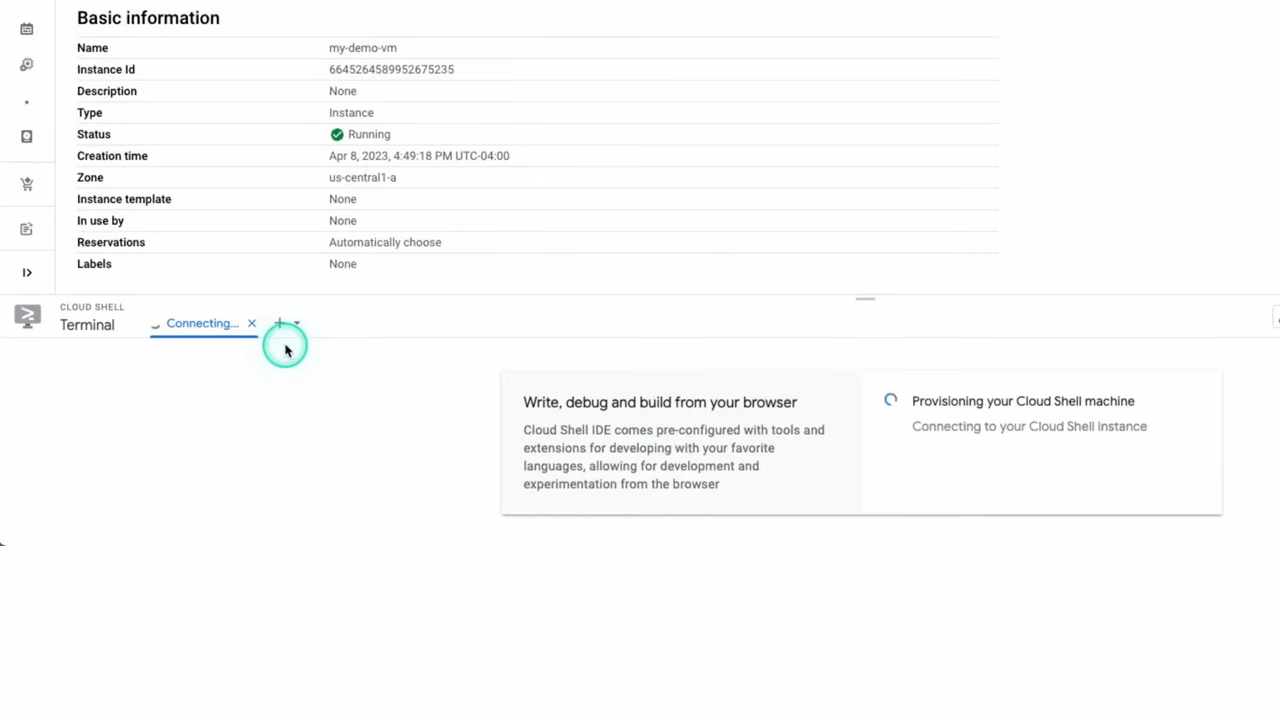 Basic information
Name my-demo-vm
Instance Id 6645264589952675235
Description None
Type Instance
Status Running
Creation time Apr 8, 2023, 4:49:18 PM UTC-04:00
Zone us-central1-a
Instance template None
In use by None
Reservations Automatically choose
Labels None
CLOUD SHELL
Terminal
Connecting...
Write, debug and build from your browser
Cloud Shell IDE comes pre-configured with tools and
extensions for developing with your favorite
languages, allowing for development and
experimentation from the browser
Provisioning your Cloud Shell machine
Connecting to your Cloud Shell instance